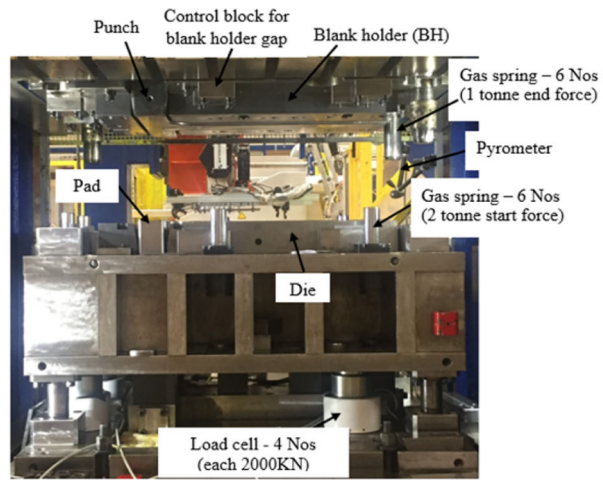 Punch
Control block for
blank holder gap
Blank holder (BH)
Gas spring – 6 Nos
(1 tonne end force)
Pyrometer
Pad
Gas spring – 6 Nos
(2 tonne start force)
Die
Load cell - 4 Nos
(each 2000KN)